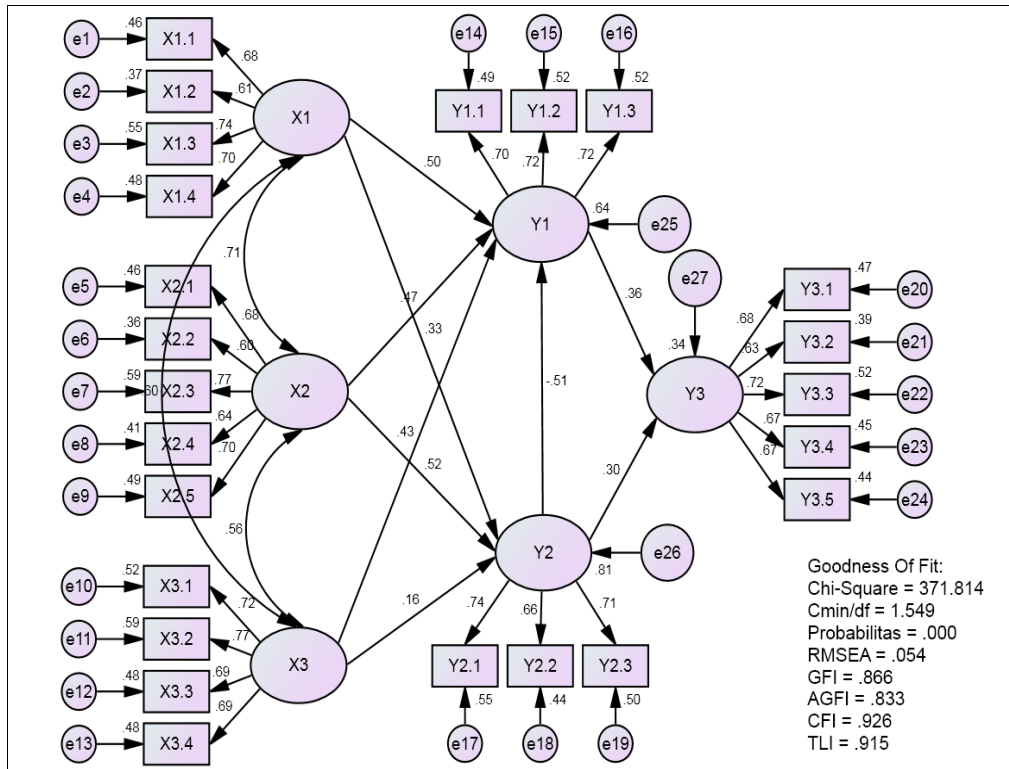 e1
.46
X1.1
.68
e2
.37
X1.2
.61
e3
.55
X1.3
.74
e4
.48
X1.4
.70
X1
e5
.46
X2.1
.68
e6
.36
X2.2
.60
e7
.59
X2.3
.77
e8
.41
X2.4
.64
e9
.49
X2.5
.70
X2
e10
.52
X3.1
.72
e11
.59
X3.2
.77
e12
.48
X3.3
.69
e13
.48
X3.4
.69
X3
.71
.60
.56
e14
e15
e16
.49
.52
.52
Y1.1
Y1.2
Y1.3
.70
.72
.72
Y1
.64
e25
.50
.47
.33
.43
.52
.16
-.51
.36
.30
e27
.34
Y3
.68
Y3.1
.47
e20
.63
Y3.2
.39
e21
.72
Y3.3
.52
e22
.67
Y3.4
.45
e23
.67
Y3.5
.44
e24
Y2
.81
e26
.74
.66
.71
Y2.1
Y2.2
Y2.3
.55
.44
.50
e17
e18
e19
Goodness Of Fit:
Chi-Square = 371.814
Cmin/df = 1.549
Probabilitas = .000
RMSEA = .054
GFI = .866
AGFI = .833
CFI = .926
TLI = .915